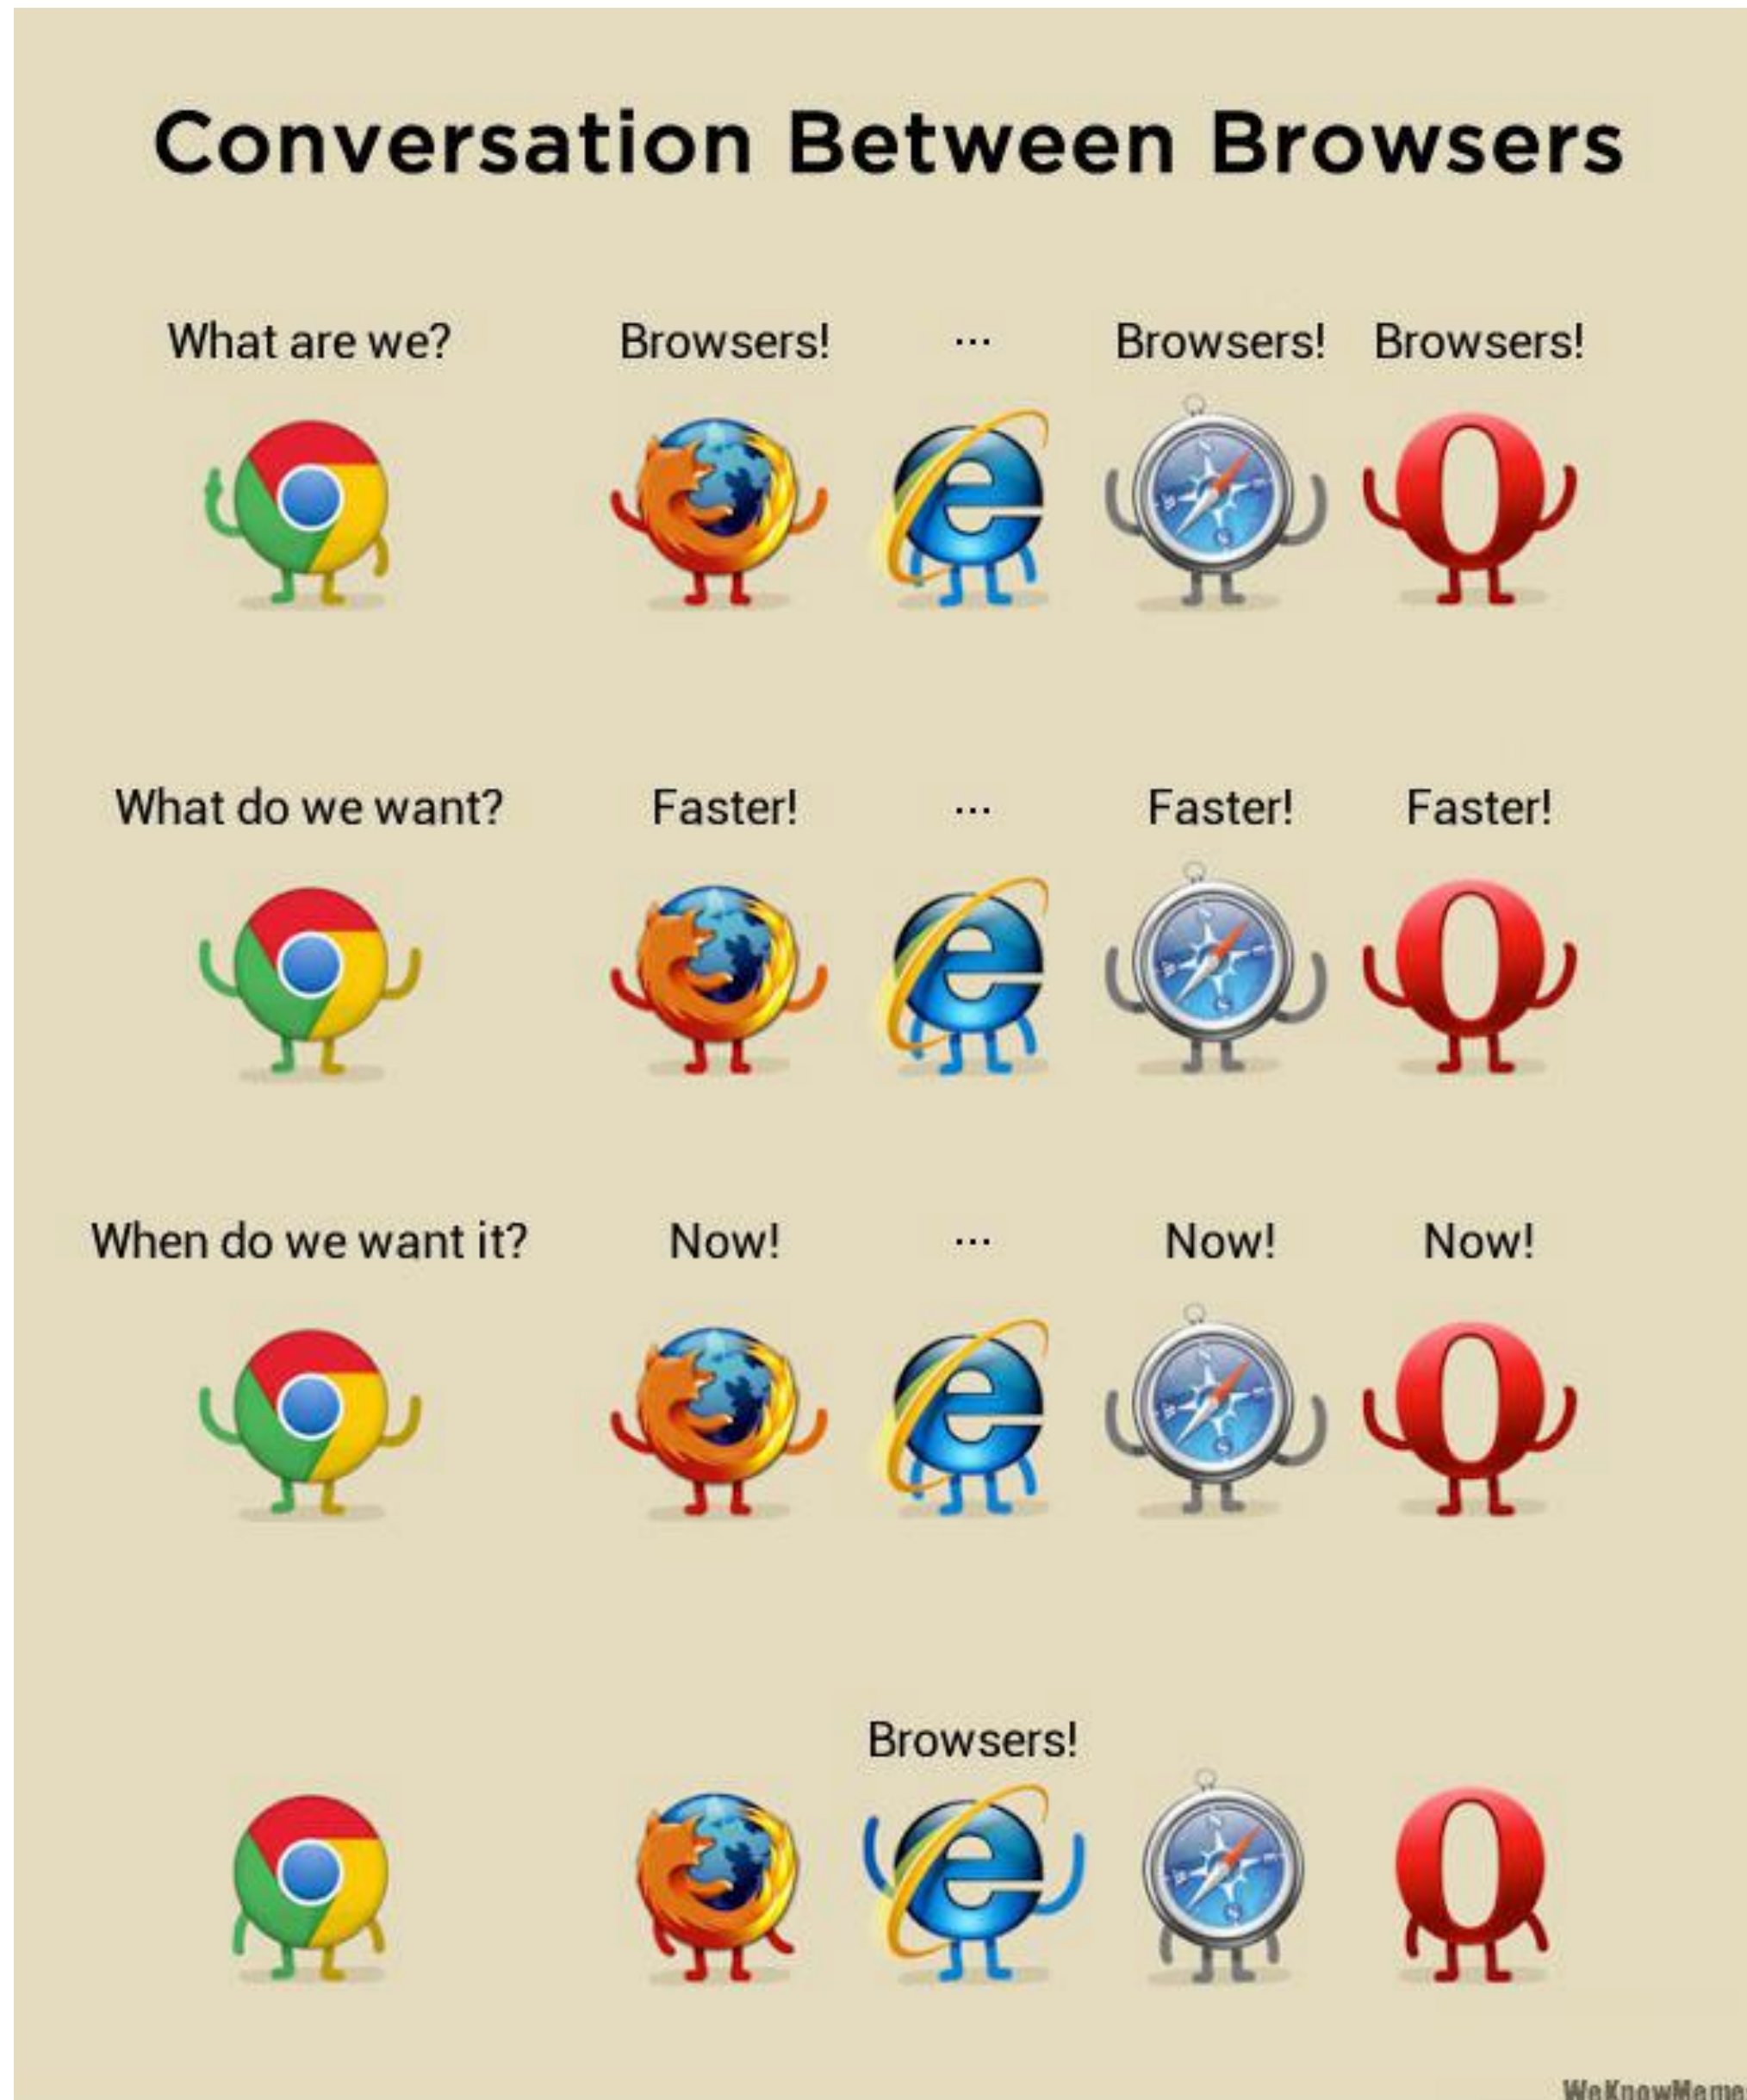 Conversation Between Browsers
What are we? Browsers! ... Browsers! Browsers!
What do we want? Faster! ... Faster! Faster!
When do we want it? Now! ... Now! Now!
Browsers!
WeKnowMeme